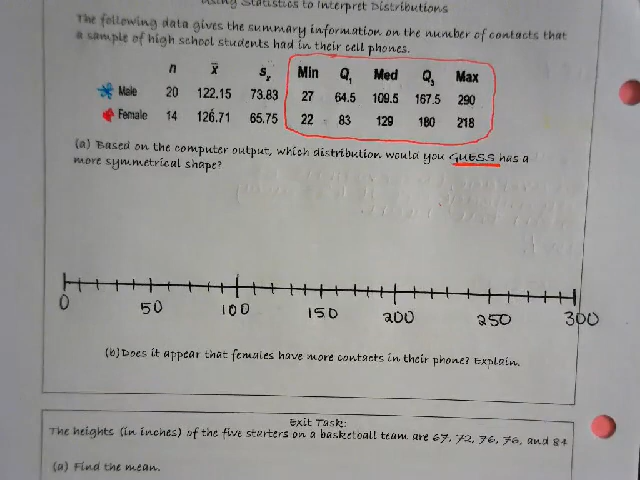 Using Statistics to Interpret Distributions
The following data gives the summary information on the number of contacts that
a sample of high school students had in their cell phones.
n x̅ sₓ Min Q₁ Med Q₃ Max
Male 20 122.15 73.83 27 64.5 109.5 167.5 290
Female 14 126.71 65.75 22 83 129 180 218
(a) Based on the computer output, which distribution would you GUESS has a
more symmetrical shape?
0 50 100 150 200 250 300
(b) Does it appear that females have more contacts in their phone? Explain.
Exit Task:
The heights (in inches) of the five starters on a basketball team are 67, 72, 76, 76, and 84
(a) Find the mean.